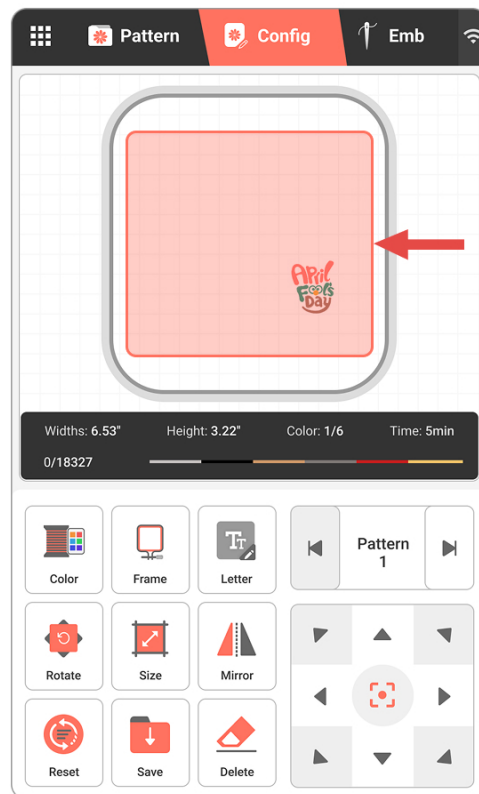 Pattern
Config
Emb
April
Fool's
Day
Widths: 6.53" Height: 3.22" Color: 1/6 Time: 5min
0/18327
Color
Frame
Letter
Pattern
1
Rotate
Size
Mirror
Reset
Save
Delete